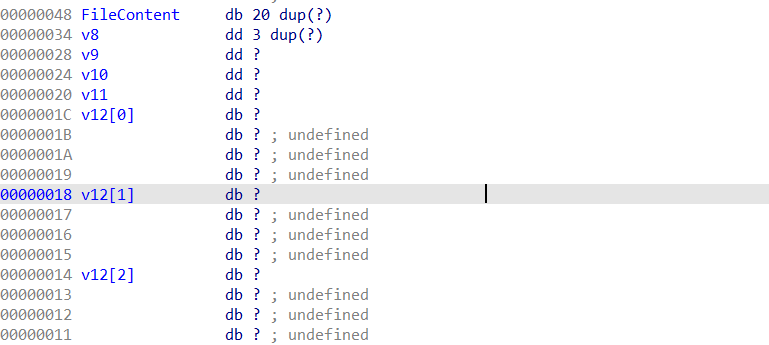 00000048 FileContent db 20 dup(?)
00000034 v8 dd 3 dup(?)
00000028 v9 dd ?
00000024 v10 dd ?
00000020 v11 dd ?
0000001C v12[0] db ?
0000001B db ? ; undefined
0000001A db ? ; undefined
00000019 db ? ; undefined
00000018 v12[1] db ?
00000017 db ? ; undefined
00000016 db ? ; undefined
00000015 db ? ; undefined
00000014 v12[2] db ?
00000013 db ? ; undefined
00000012 db ? ; undefined
00000011 db ? ; undefined